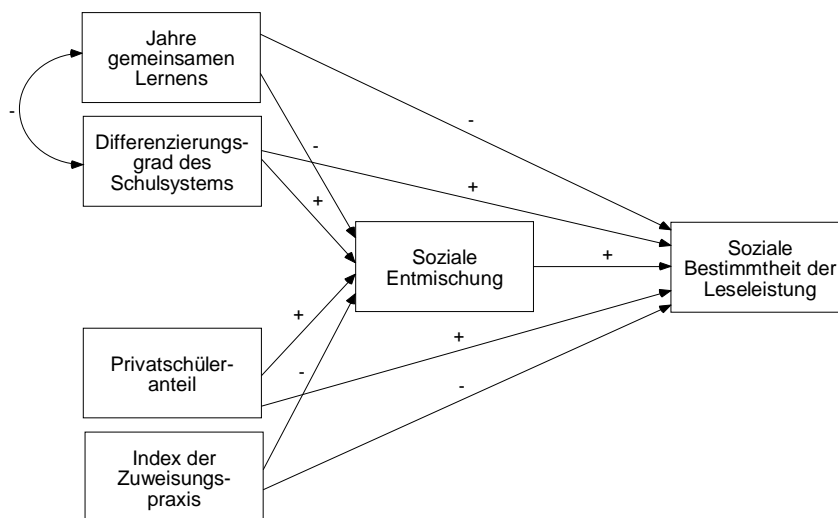 Jahre
gemeinsamen
Lernens
-
-
Differenzierungs-
grad des
Schulsystems
-
+
+
Soziale
Entmischung
+
Soziale
Bestimmtheit der
Leseleistung
+
+
Privatschüler-
anteil
-
-
Index der
Zuweisungs-
praxis